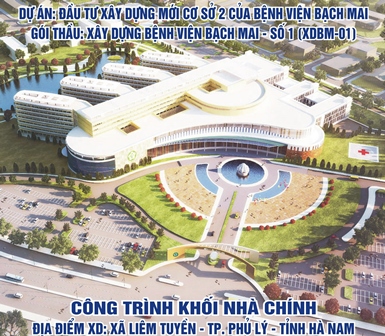 DỰ ÁN: ĐẦU TƯ XÂY DỰNG MỚI CƠ SỞ 2 CỦA BỆNH VIỆN BẠCH MAI
GÓI THẦU: XÂY DỰNG BỆNH VIỆN BẠCH MAI - SỐ 1 (XDBM-01)
CÔNG TRÌNH KHỐI NHÀ CHÍNH
ĐỊA ĐIỂM XD: XÃ LIÊM TUYỀN - TP. PHỦ LÝ - TỈNH HÀ NAM